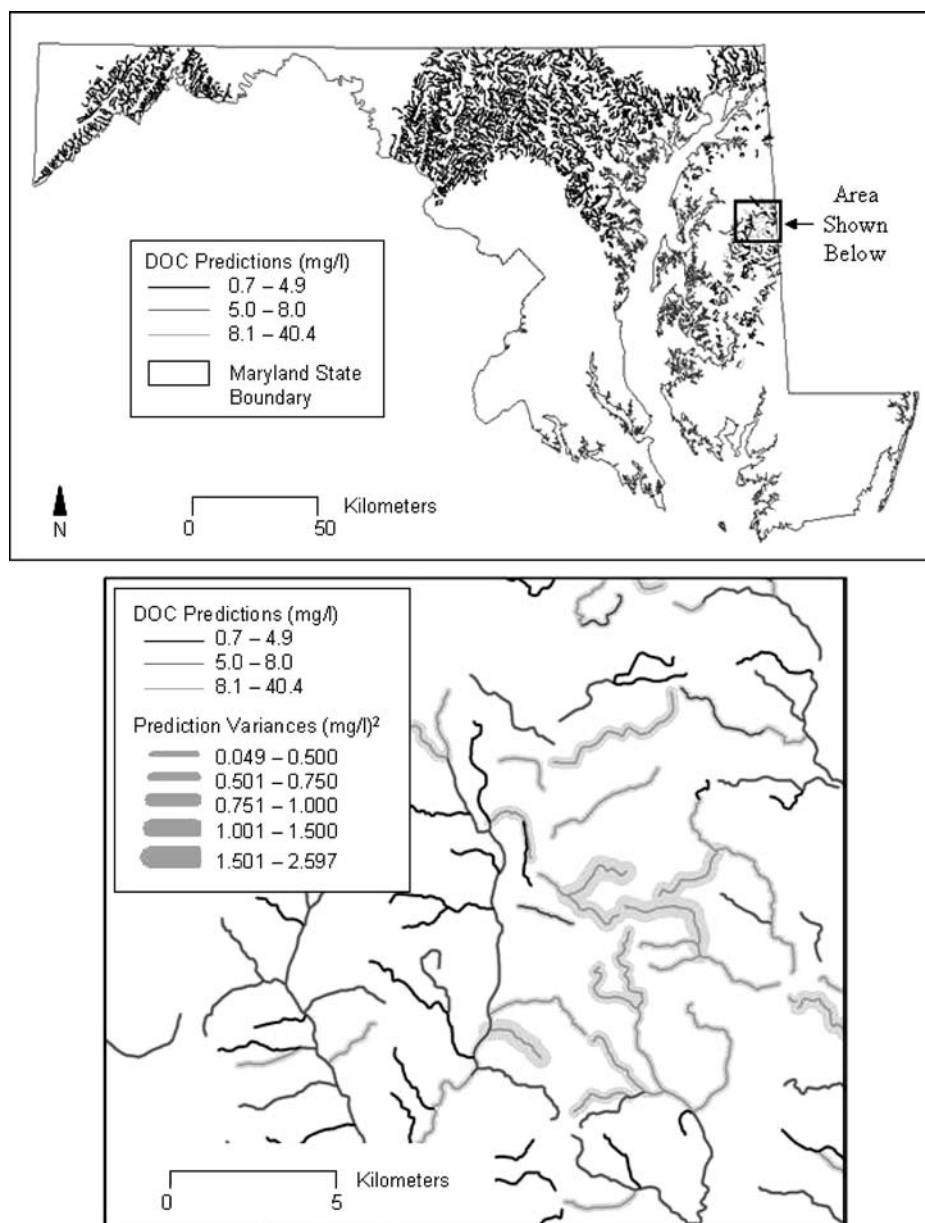 Area
Shown
Below
DOC Predictions (mg/l)
0.7 – 4.9
5.0 – 8.0
8.1 – 40.4
Maryland State
Boundary
N
Kilometers
0 50
DOC Predictions (mg/l)
0.7 – 4.9
5.0 – 8.0
8.1 – 40.4
Prediction Variances (mg/l)²
0.049 – 0.500
0.501 – 0.750
0.751 – 1.000
1.001 – 1.500
1.501 – 2.597
Kilometers
0 5